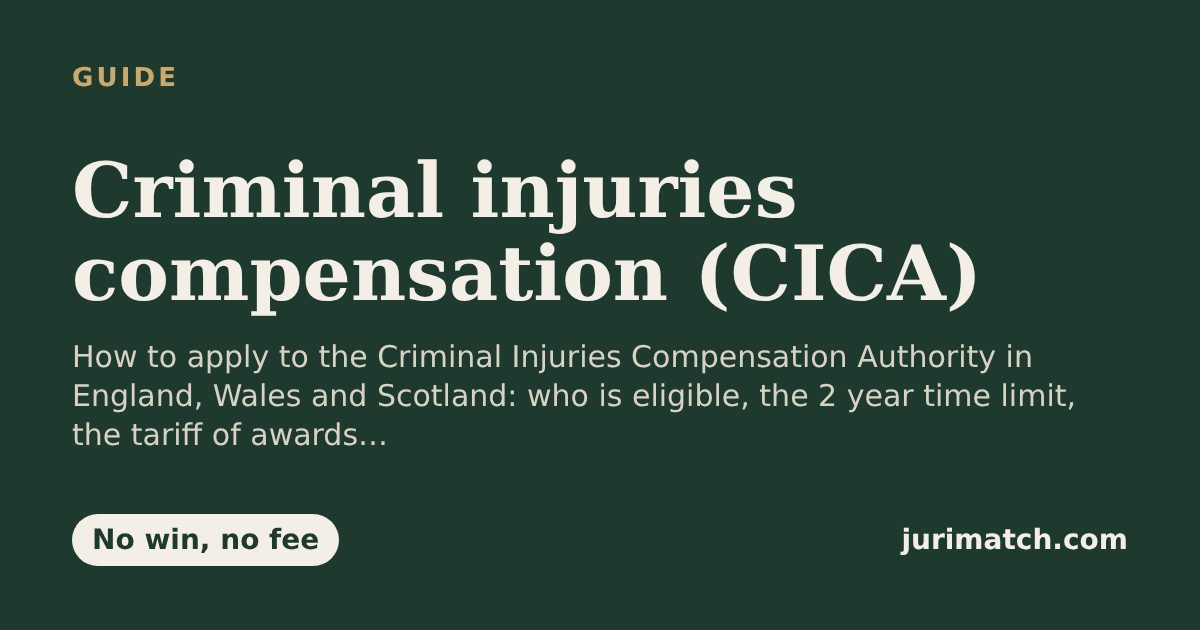 GUIDE
Criminal injuries
compensation (CICA)
How to apply to the Criminal Injuries Compensation Authority in
England, Wales and Scotland: who is eligible, the 2 year time limit,
the tariff of awards…
No win, no fee
jurimatch.com